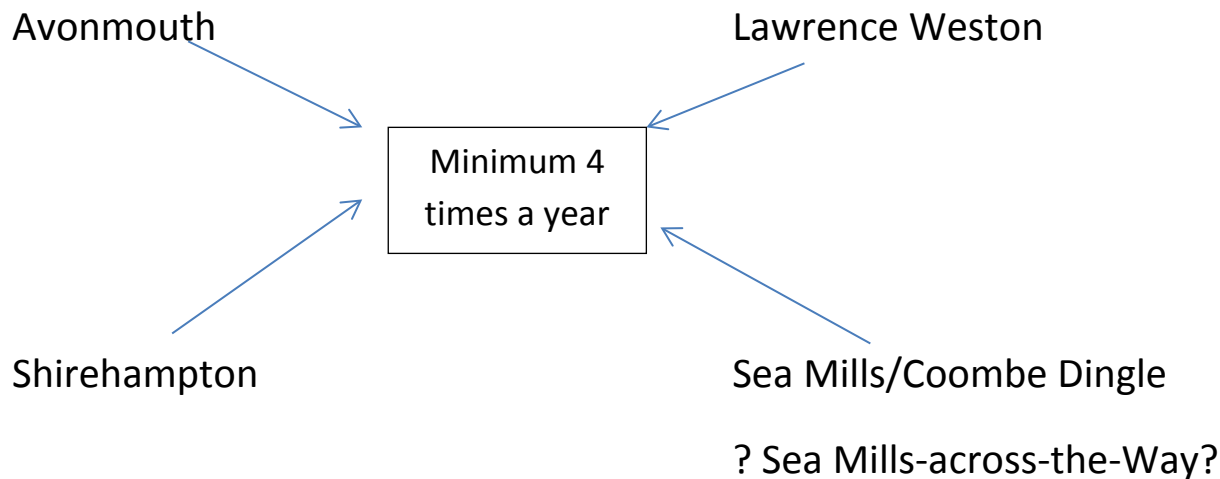 Avonmouth
Lawrence Weston
Minimum 4
times a year
Shirehampton
Sea Mills/Coombe Dingle
? Sea Mills-across-the-Way?